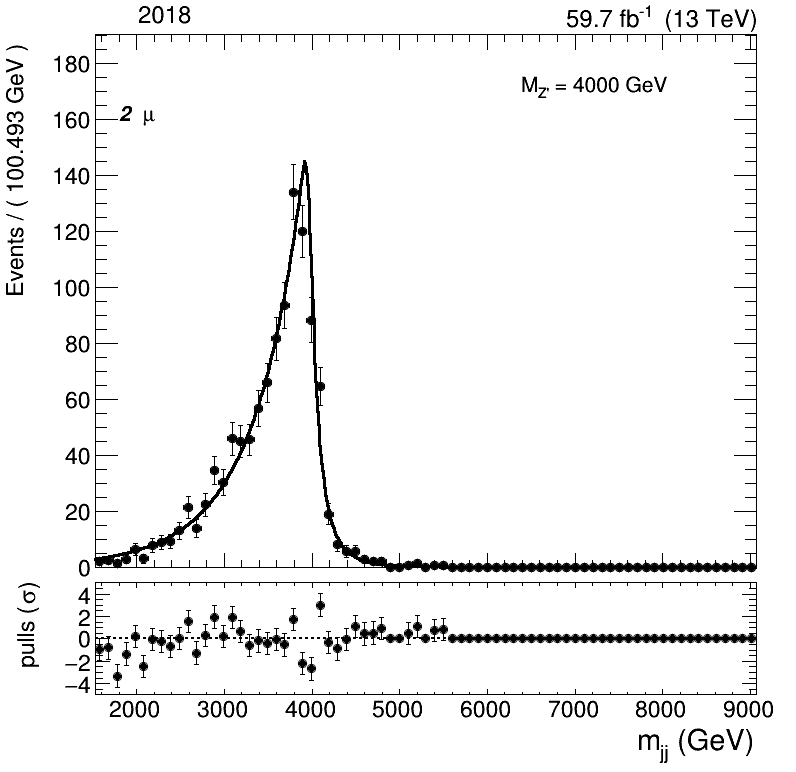 2018 59.7 fb⁻¹ (13 TeV)
Events / ( 100.493 GeV )
180
160
140
120
100
80
60
40
20
0
M_Z' = 4000 GeV
2 μ
pulls (σ)
4
2
0
−2
−4
2000 3000 4000 5000 6000 7000 8000 9000
m_jj (GeV)